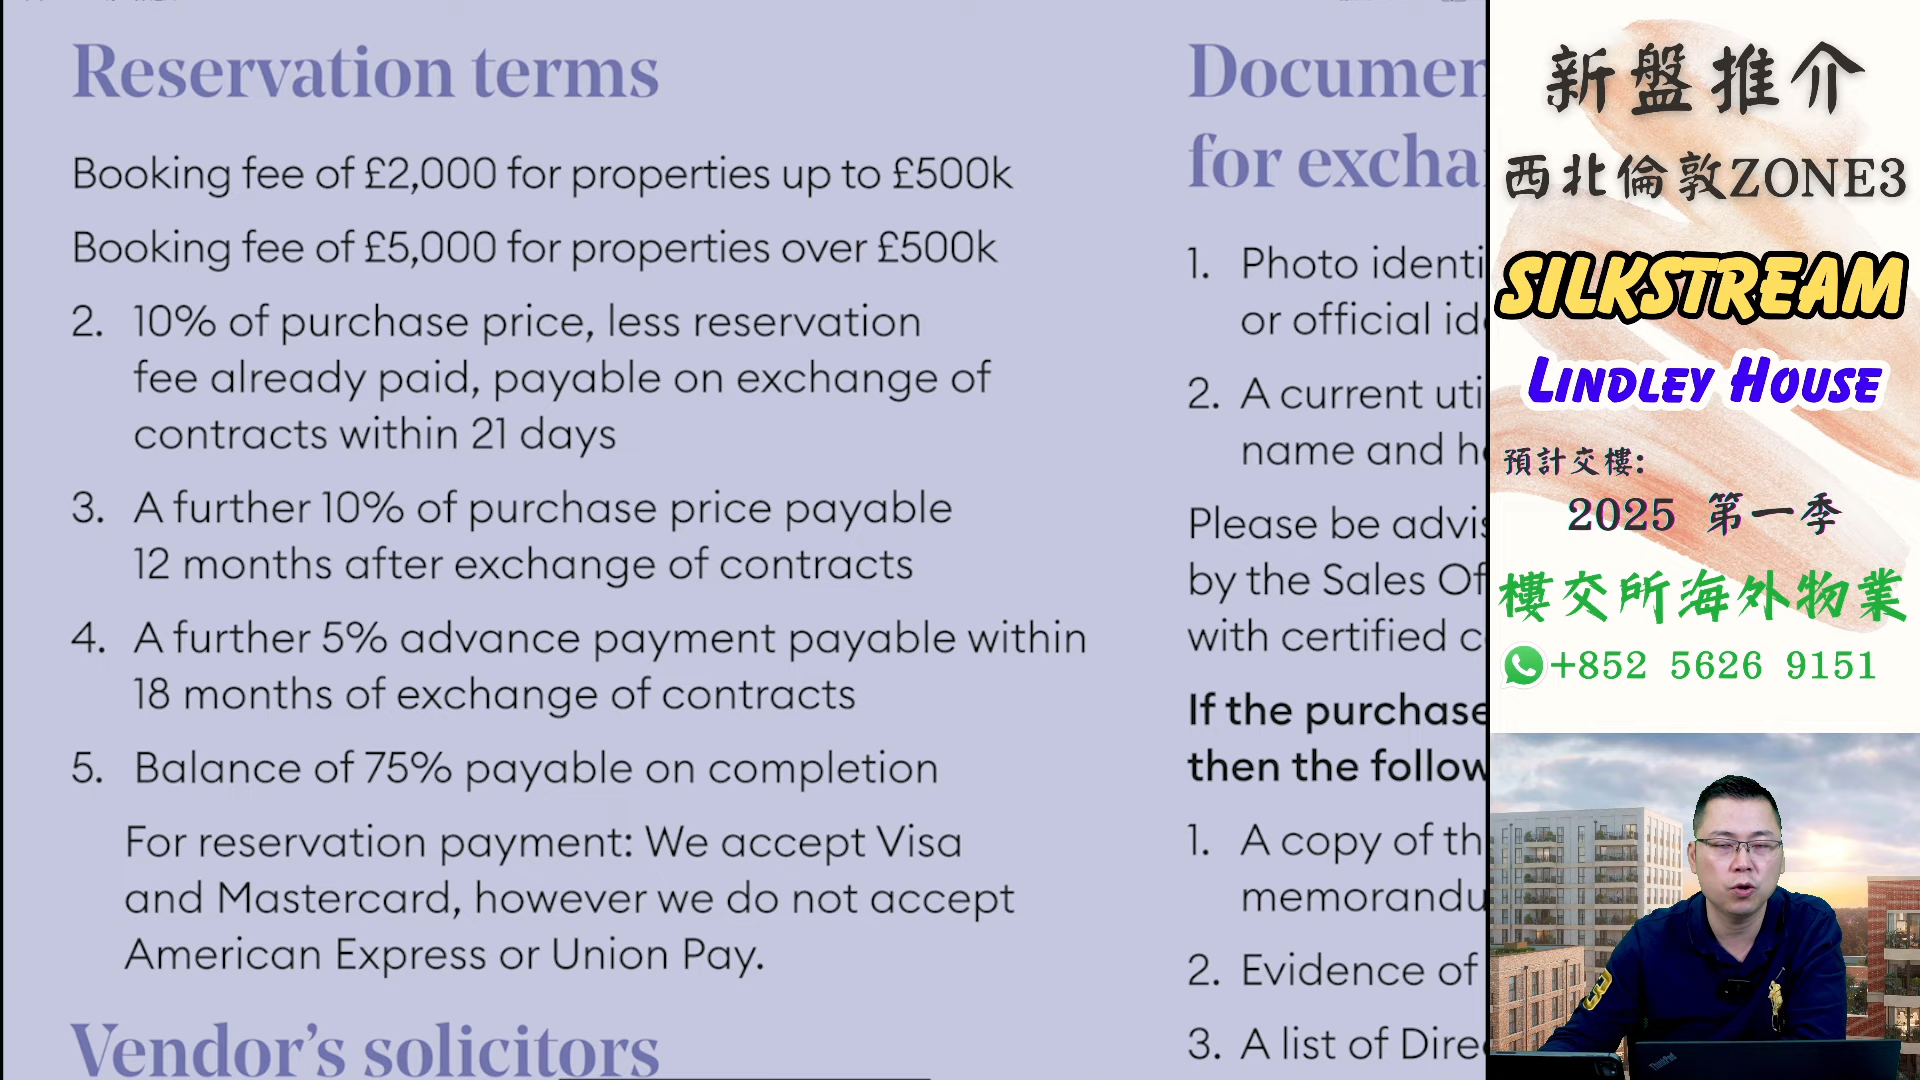 Reservation terms
Booking fee of £2,000 for properties up to £500k
Booking fee of £5,000 for properties over £500k
2. 10% of purchase price, less reservation
fee already paid, payable on exchange of
contracts within 21 days
3. A further 10% of purchase price payable
12 months after exchange of contracts
4. A further 5% advance payment payable within
18 months of exchange of contracts
5. Balance of 75% payable on completion
For reservation payment: We accept Visa
and Mastercard, however we do not accept
American Express or Union Pay.
Vendor's solicitors
Documen
for excha
1. Photo identi
or official id
2. A current uti
name and h
Please be advis
by the Sales Of
with certified c
If the purchase
then the follow
1. A copy of th
memorandu
2. Evidence of
3. A list of Dire
新盤推介
西北倫敦ZONE3
SILKSTREAM
LINDLEY HOUSE
預計交樓:
2025 第一季
樓交所海外物業
+852 5626 9151
ThinkPad